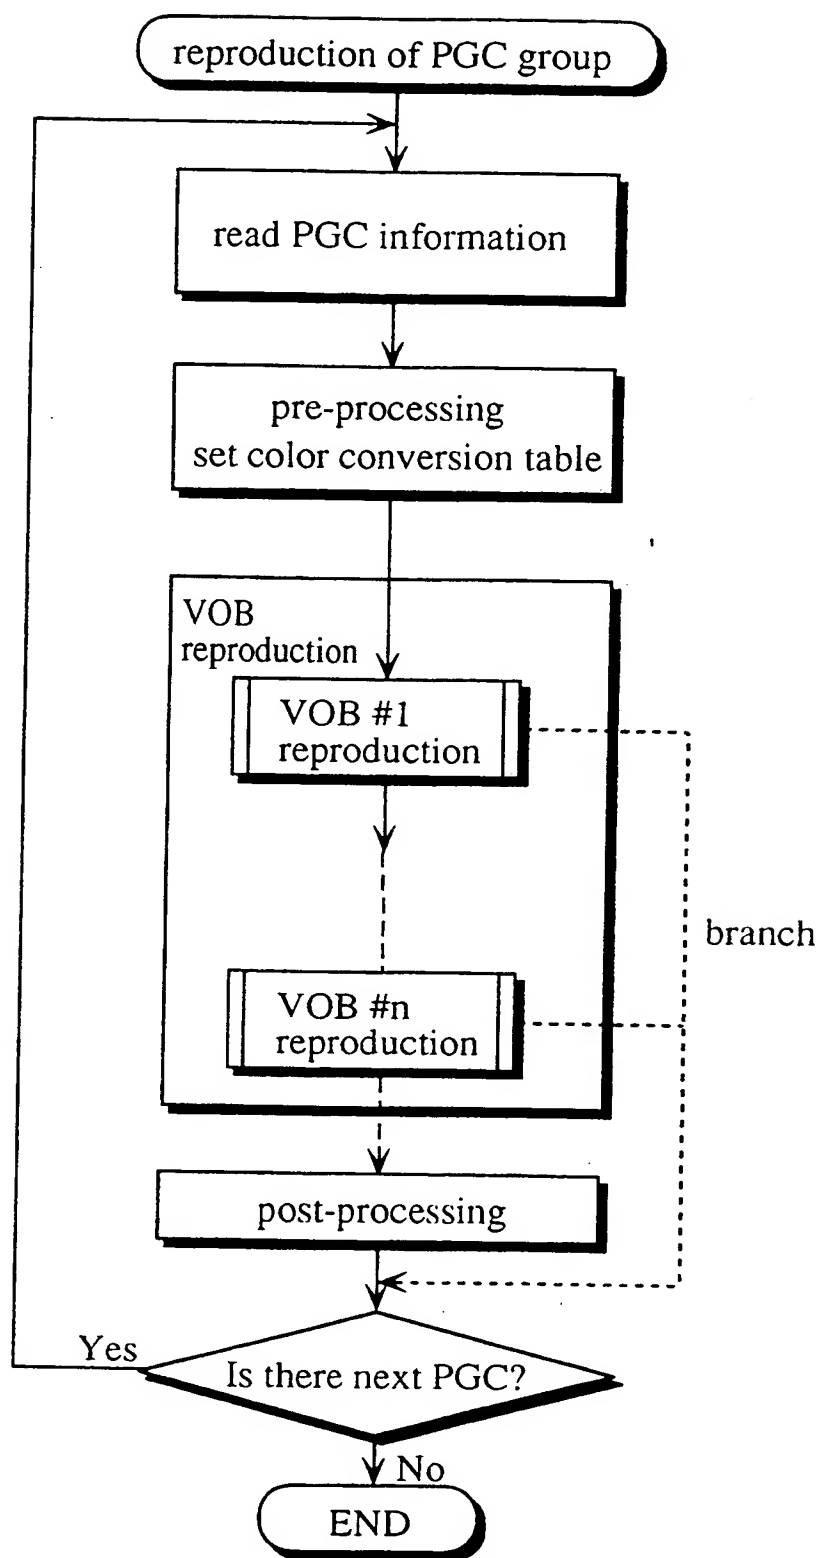 reproduction of PGC group
read PGC information
pre-processing
set color conversion table
VOB
reproduction
VOB #1
reproduction
branch
VOB #n
reproduction
post-processing
Yes
Is there next PGC?
No
END